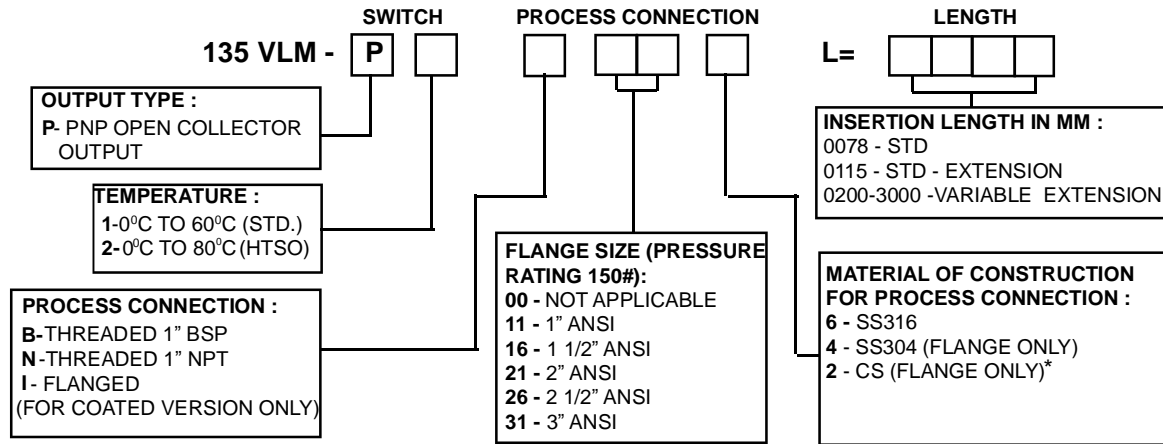 SWITCH PROCESS CONNECTION LENGTH
135 VLM - P L=
OUTPUT TYPE :
P- PNP OPEN COLLECTOR
OUTPUT
TEMPERATURE :
1-0⁰C TO 60⁰C (STD.)
2-0⁰C TO 80⁰C (HTSO)
PROCESS CONNECTION :
B-THREADED 1” BSP
N-THREADED 1” NPT
I - FLANGED
(FOR COATED VERSION ONLY)
FLANGE SIZE (PRESSURE
RATING 150#):
00 - NOT APPLICABLE
11 - 1” ANSI
16 - 1 1/2” ANSI
21 - 2” ANSI
26 - 2 1/2” ANSI
31 - 3” ANSI
INSERTION LENGTH IN MM :
0078 - STD
0115 - STD - EXTENSION
0200-3000 -VARIABLE EXTENSION
MATERIAL OF CONSTRUCTION
FOR PROCESS CONNECTION :
6 - SS316
4 - SS304 (FLANGE ONLY)
2 - CS (FLANGE ONLY)*